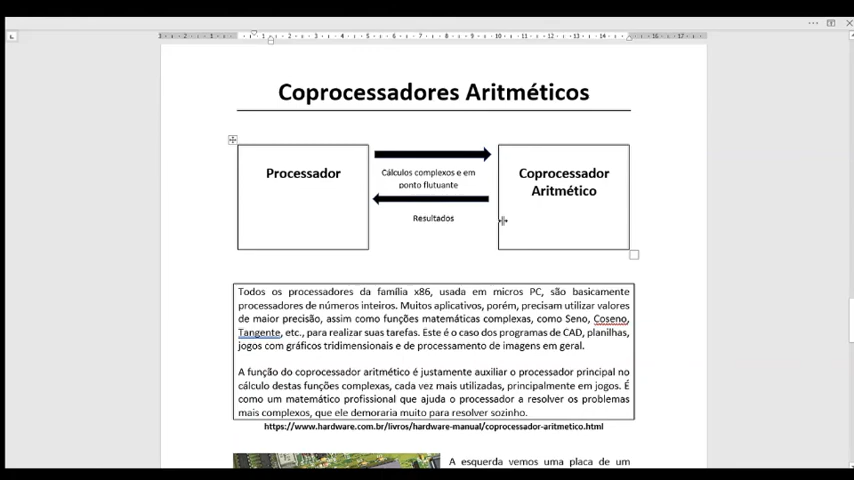 Coprocessadores Aritméticos
Processador
Cálculos complexos e em
ponto flutuante
Resultados
Coprocessador
Aritmético
Todos os processadores da família x86, usada em micros PC, são basicamente
processadores de números inteiros. Muitos aplicativos, porém, precisam utilizar valores
de maior precisão, assim como funções matemáticas complexas, como Seno, Coseno,
Tangente, etc., para realizar suas tarefas. Este é o caso dos programas de CAD, planilhas,
jogos com gráficos tridimensionais e de processamento de imagens em geral.
A função do coprocessador aritmético é justamente auxiliar o processador principal no
cálculo destas funções complexas, cada vez mais utilizadas, principalmente em jogos. É
como um matemático profissional que ajuda o processador a resolver os problemas
mais complexos, que ele demoraria muito para resolver sozinho.
https://www.hardware.com.br/livros/hardware-manual/coprocessador-aritmetico.html
A esquerda vemos uma placa de um